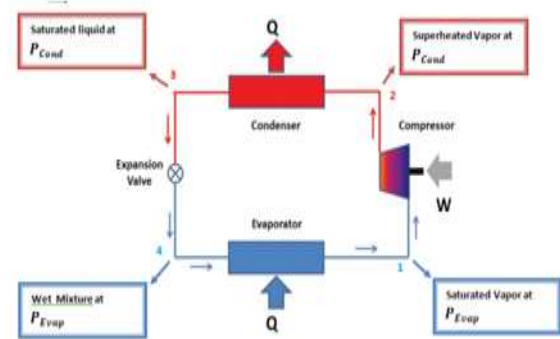 Saturated liquid at
P_Cond
Q
Superheated Vapor at
P_Cond
3
2
Condenser
Compressor
Expansion
Valve
W
Evaporator
4
1
Wet Mixture at
P_Evap
Q
Saturated Vapor at
P_Evap